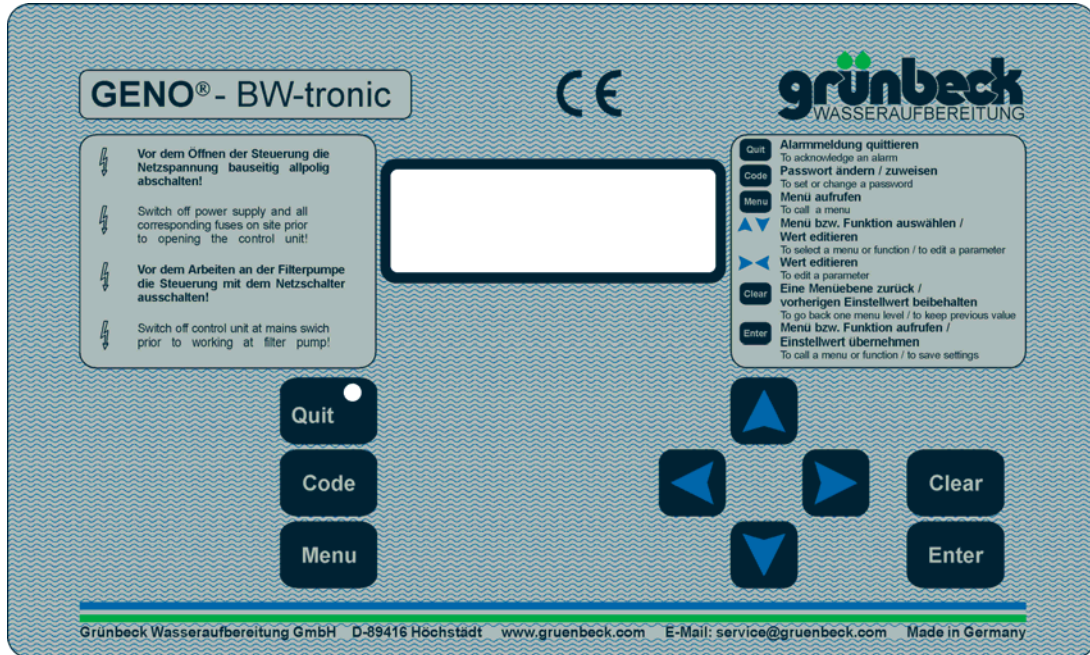 GENO® - BW-tronic
CE
grünbeck
WASSERAUFBEREITUNG
Vor dem Öffnen der Steuerung die
Netzspannung bauseitig allpolig
abschalten!
Switch off power supply and all
corresponding fuses on site prior
to opening the control unit!
Vor dem Arbeiten an der Filterpumpe
die Steuerung mit dem Netzschalter
ausschalten!
Switch off control unit at mains swich
prior to working at filter pump!
Quit Alarmmeldung quittieren
To acknowledge an alarm
Code Passwort ändern / zuweisen
To set or change a password
Menu Menü aufrufen
To call a menu
Menü bzw. Funktion auswählen /
Wert editieren
To select a menu or function / to edit a parameter
Wert editieren
To edit a parameter
Clear Eine Menüebene zurück /
vorherigen Einstellwert beibehalten
To go back one menu level / to keep previous value
Enter Menü bzw. Funktion aufrufen /
Einstellwert übernehmen
To call a menu or function / to save settings
Quit
Code
Menu
Clear
Enter
Grünbeck Wasseraufbereitung GmbH D-89416 Höchstädt www.gruenbeck.com E-Mail: service@gruenbeck.com Made in Germany